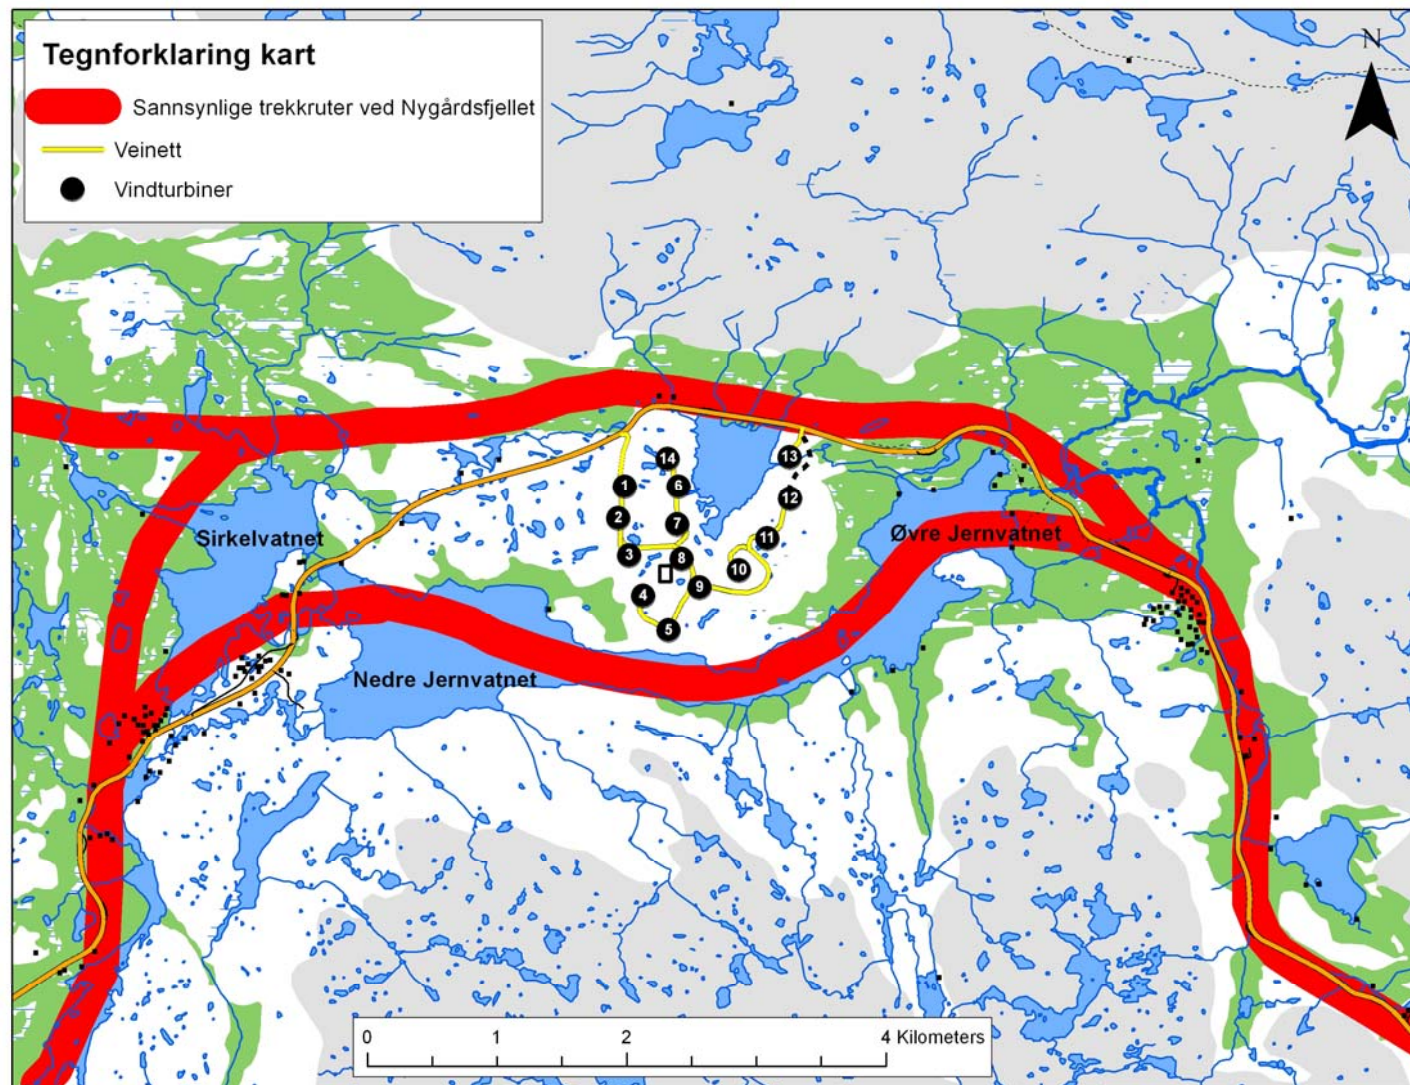 Tegnforklaring kart
Sannsynlige trekkruter ved Nygårdsfjellet
Veinett
Vindturbiner
N
14
13
1
6
12
2
7
11
Sirkelvatnet
Øvre Jernvatnet
3
8
10
9
4
5
Nedre Jernvatnet
0 1 2 4 Kilometers